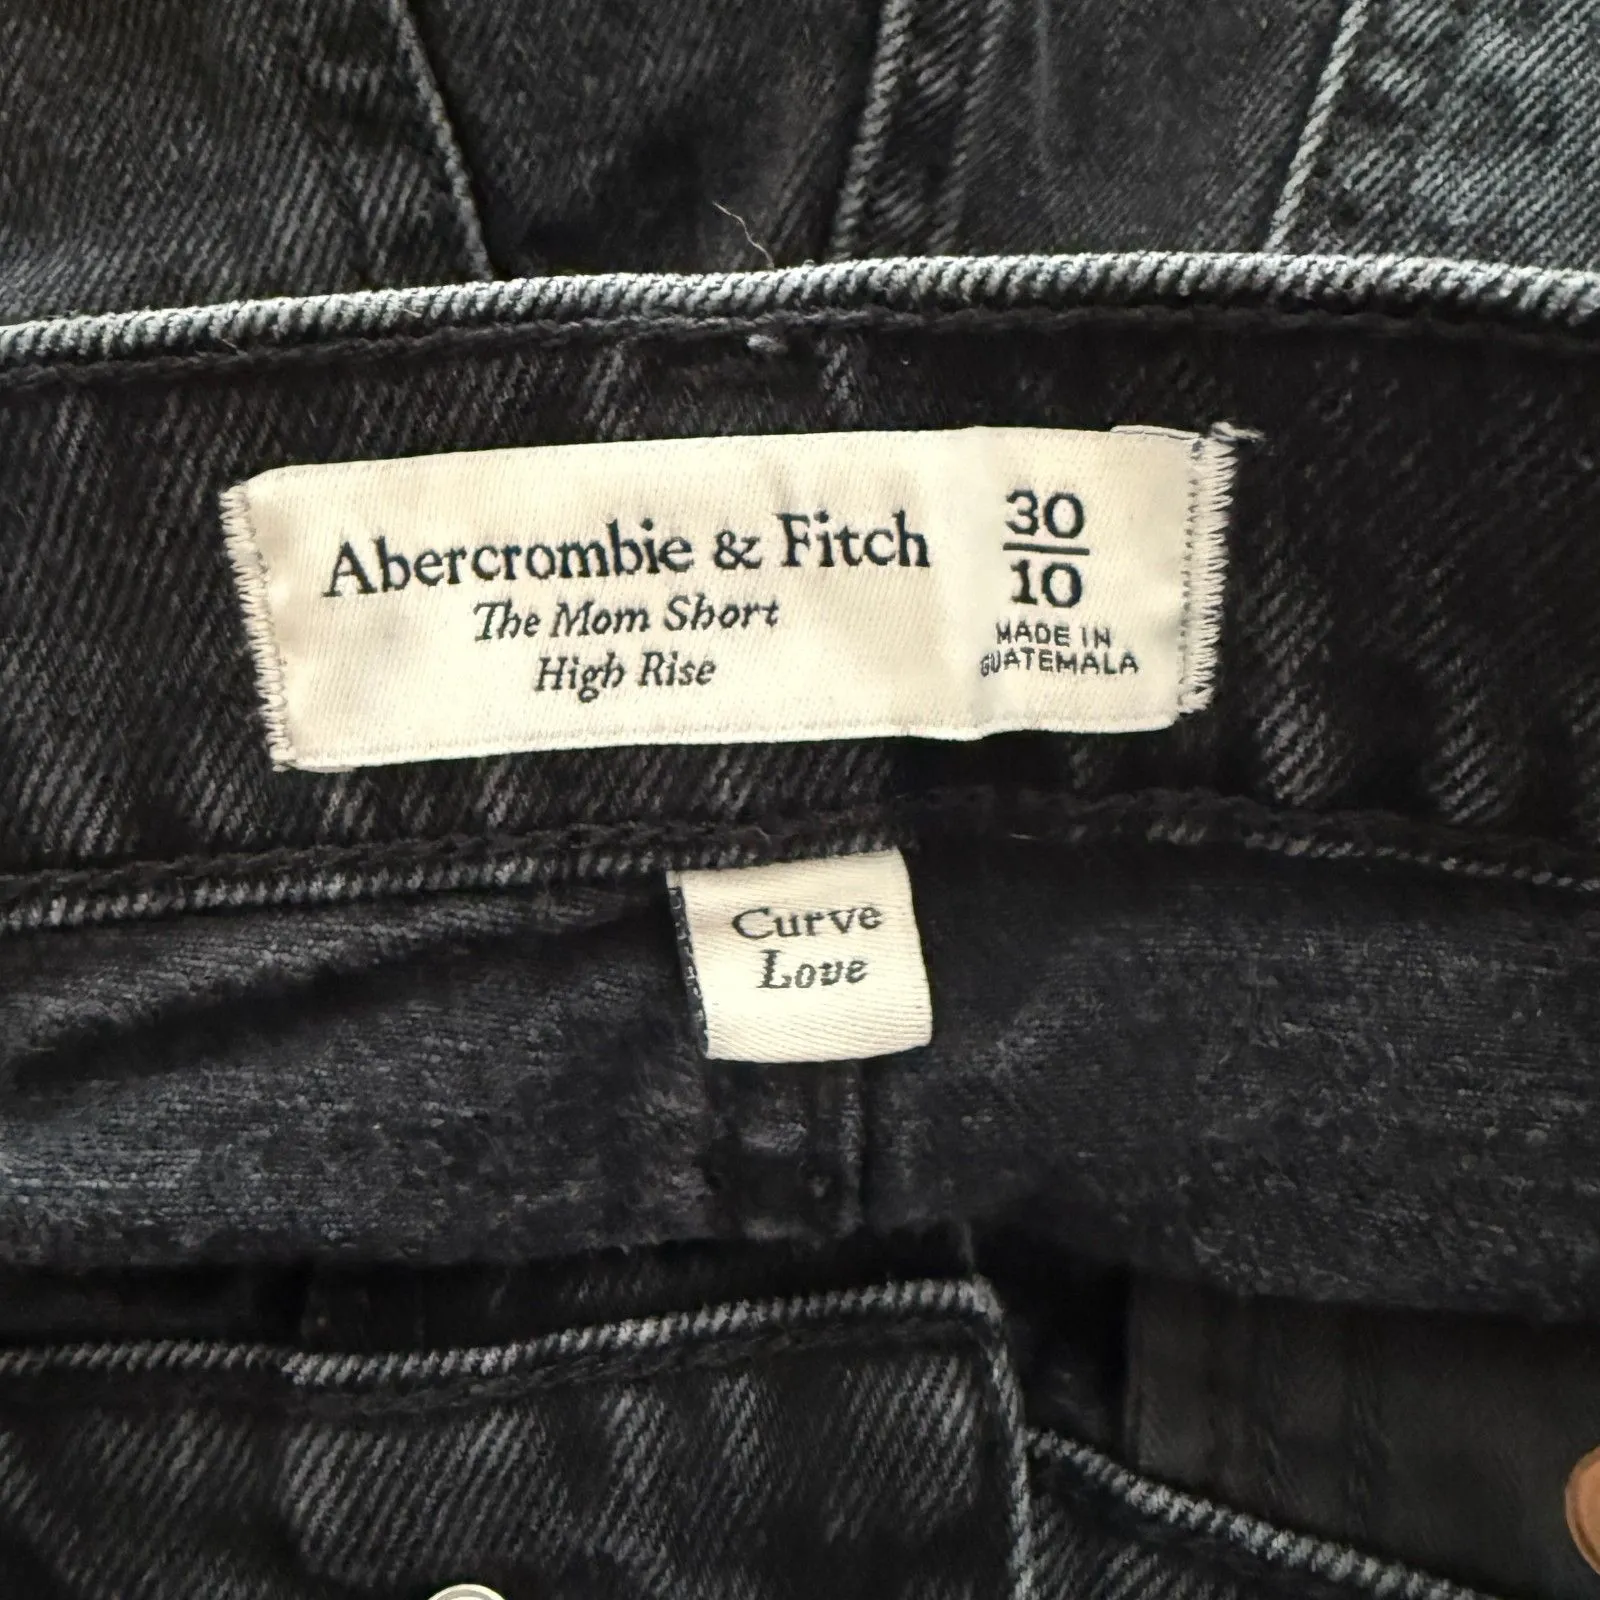 Abercrombie & Fitch
The Mom Short
High Rise
30
10
MADE IN
GUATEMALA
Curve
Love